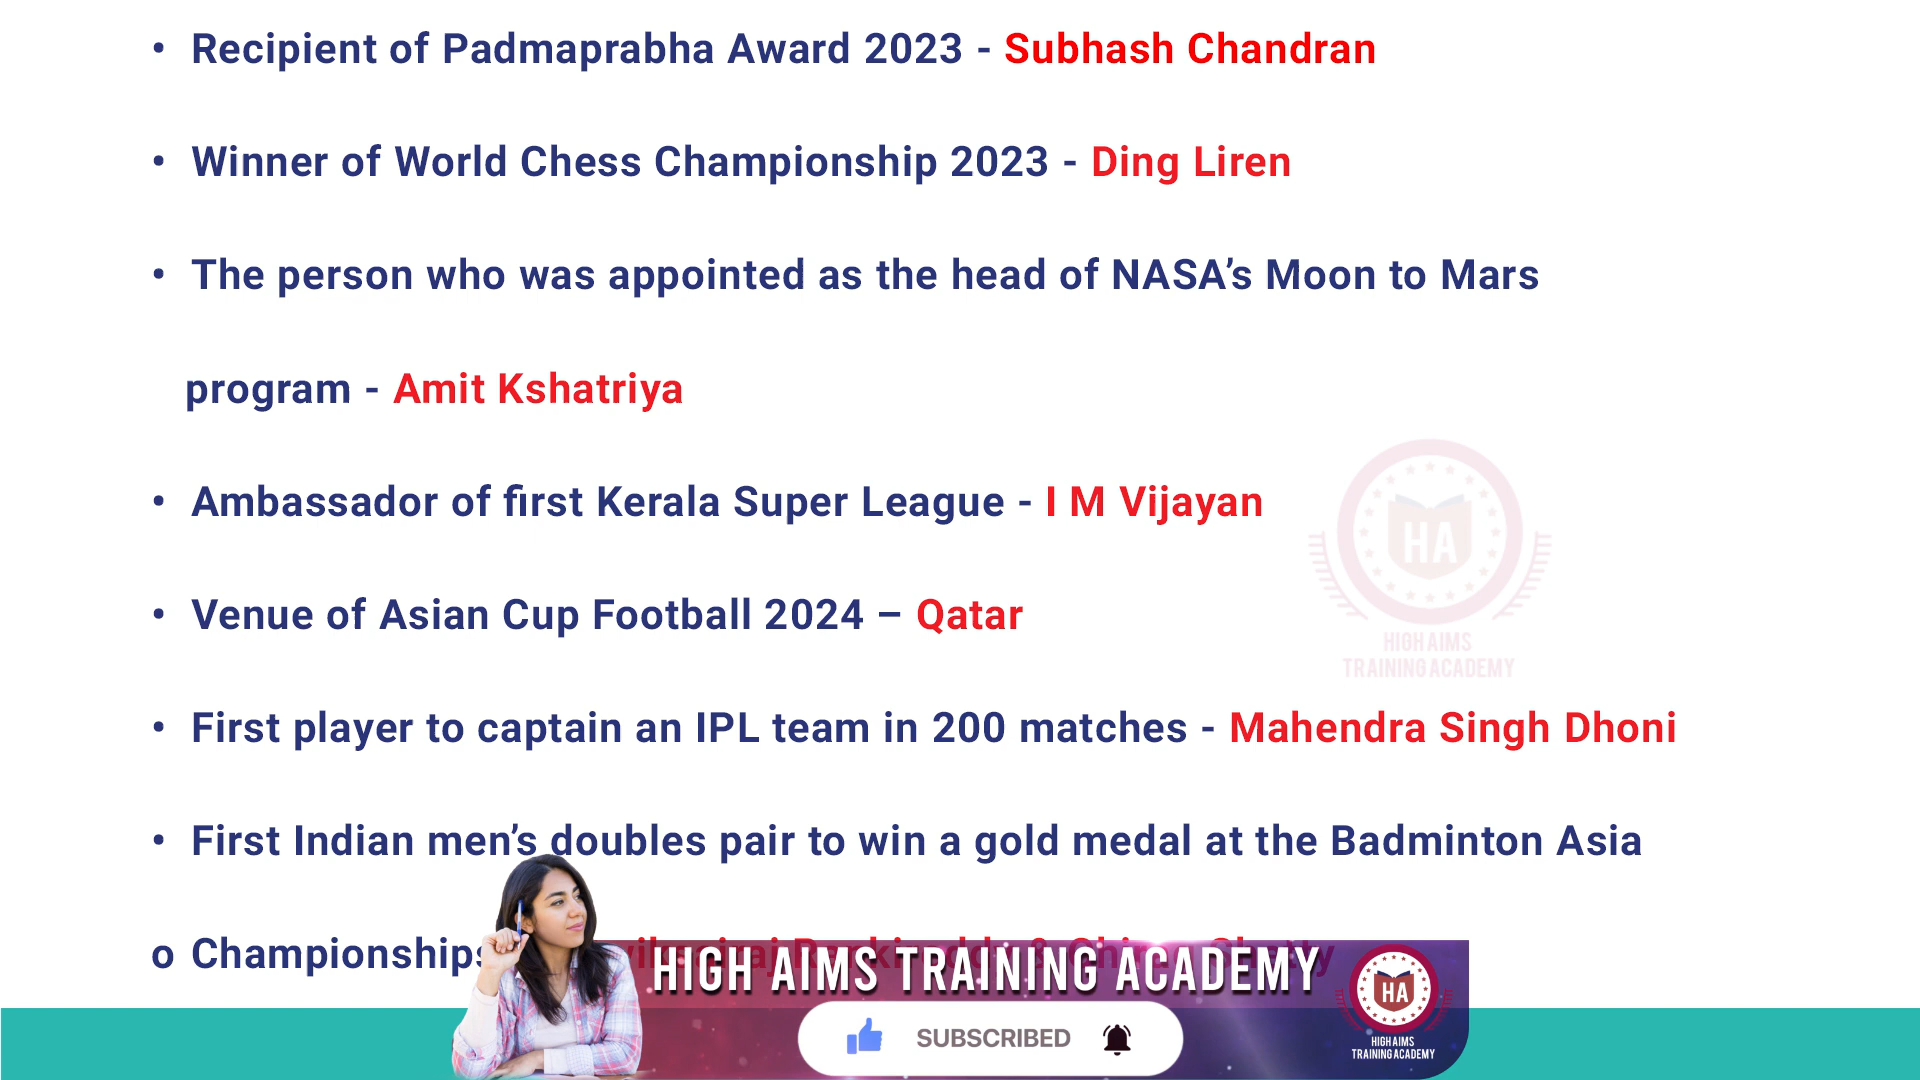 • Recipient of Padmaprabha Award 2023 - Subhash Chandran
• Winner of World Chess Championship 2023 - Ding Liren
• The person who was appointed as the head of NASA’s Moon to Mars
program - Amit Kshatriya
• Ambassador of first Kerala Super League - I M Vijayan
HA
HIGH AIMS
TRAINING ACADEMY
• Venue of Asian Cup Football 2024 – Qatar
• First player to captain an IPL team in 200 matches - Mahendra Singh Dhoni
• First Indian men’s doubles pair to win a gold medal at the Badminton Asia
o Championships
HIGH AIMS TRAINING ACADEMY
SUBSCRIBED
HA
HIGH AIMS
TRAINING ACADEMY